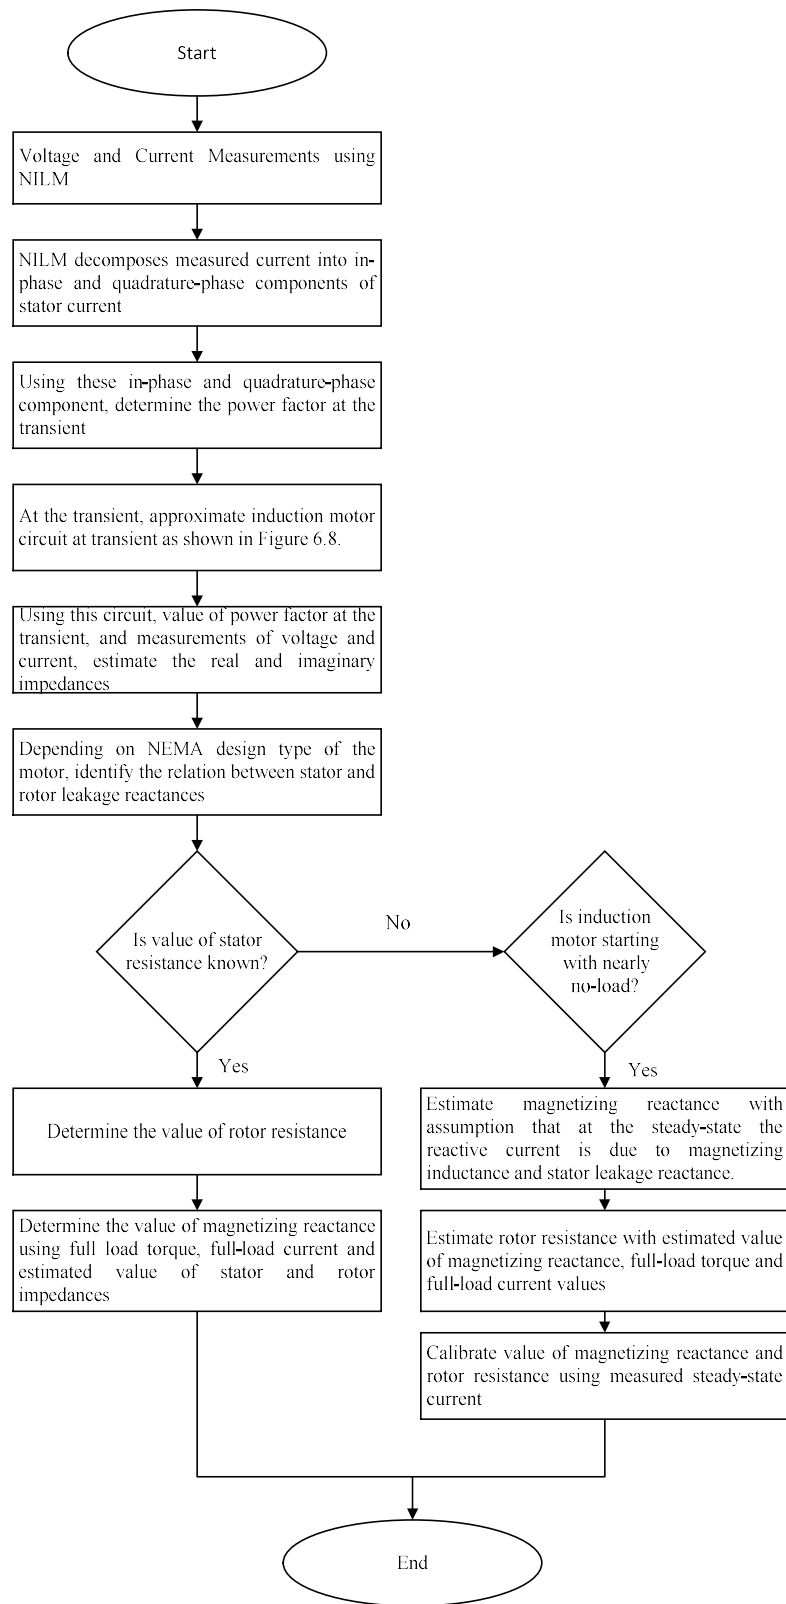 Start
Voltage and Current Measurements using
NILM
NILM decomposes measured current into in-
phase and quadrature-phase components of
stator current
Using these in-phase and quadrature-phase
component, determine the power factor at the
transient
At the transient, approximate induction motor
circuit at transient as shown in Figure 6.8.
Using this circuit, value of power factor at the
transient, and measurements of voltage and
current, estimate the real and imaginary
impedances
Depending on NEMA design type of the
motor, identify the relation between stator and
rotor leakage reactances
Is value of stator
resistance known?
No
Is induction
motor starting
with nearly
no-load?
Yes
Determine the value of rotor resistance
Determine the value of magnetizing reactance
using full load torque, full-load current and
estimated value of stator and rotor
impedances
Yes
Estimate magnetizing reactance with
assumption that at the steady-state the
reactive current is due to magnetizing
inductance and stator leakage reactance.
Estimate rotor resistance with estimated value
of magnetizing reactance, full-load torque and
full-load current values
Calibrate value of magnetizing reactance and
rotor resistance using measured steady-state
current
End